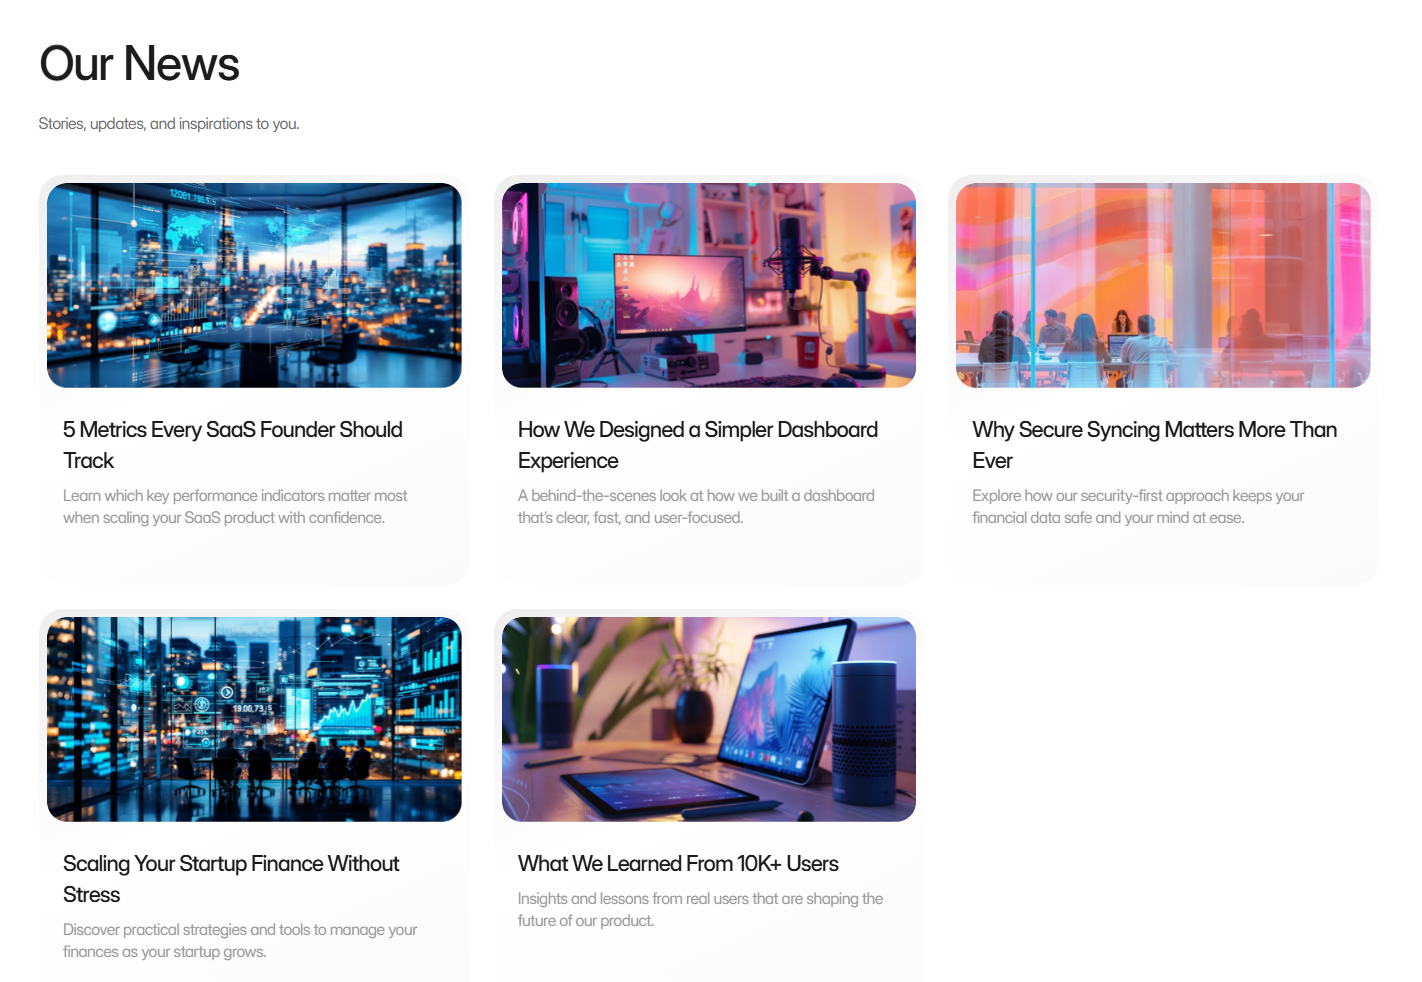 Our News
Stories, updates, and inspirations to you.
5 Metrics Every SaaS Founder Should
Track
Learn which key performance indicators matter most
when scaling your SaaS product with confidence.
How We Designed a Simpler Dashboard
Experience
A behind-the-scenes look at how we built a dashboard
that's clear, fast, and user-focused.
Why Secure Syncing Matters More Than
Ever
Explore how our security-first approach keeps your
financial data safe and your mind at ease.
Scaling Your Startup Finance Without
Stress
Discover practical strategies and tools to manage your
finances as your startup grows.
What We Learned From 10K+ Users
Insights and lessons from real users that are shaping the
future of our product.